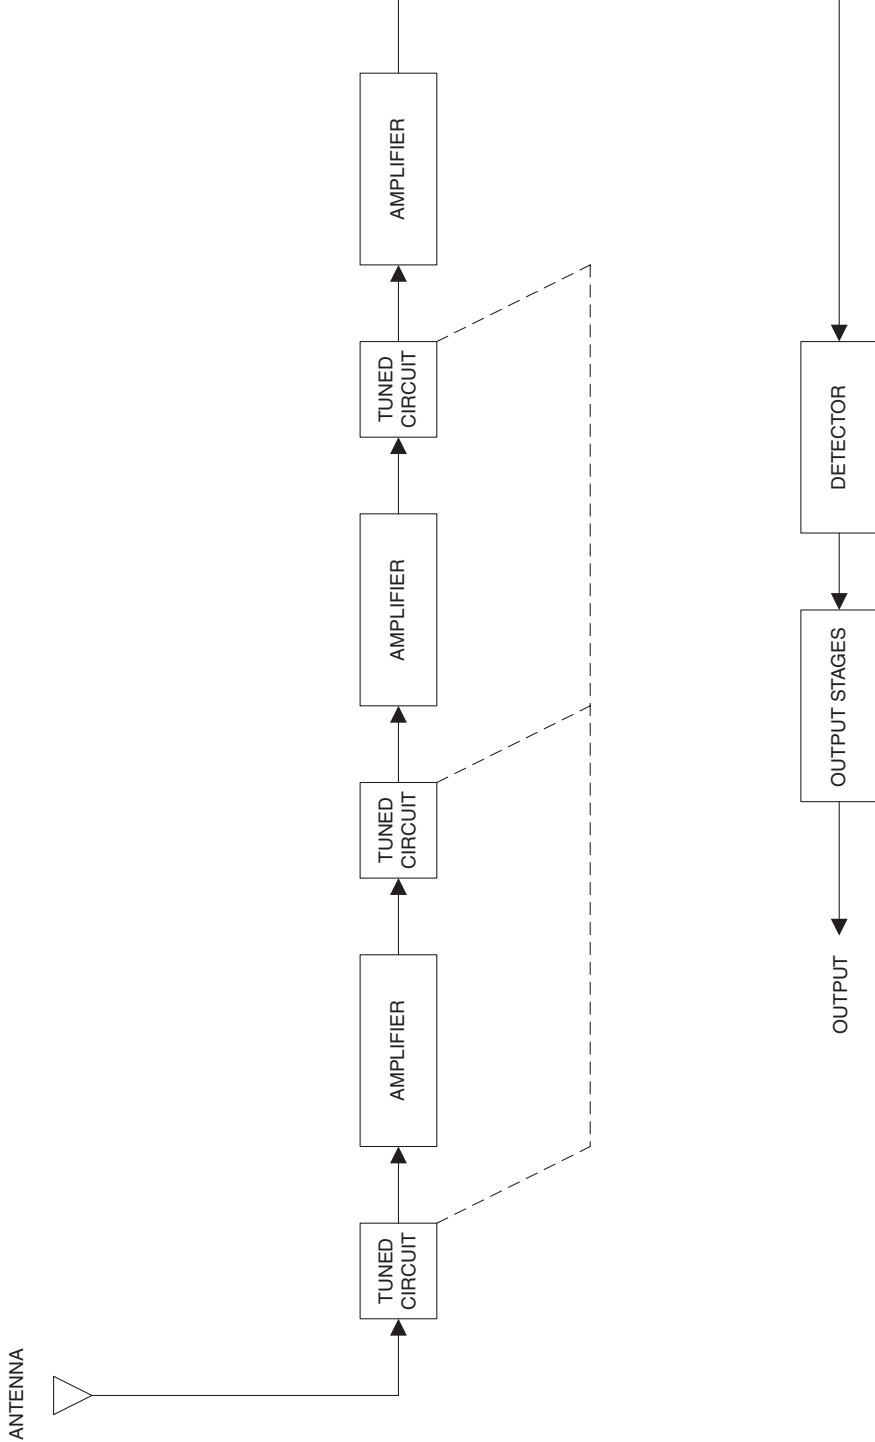 ANTENNA
TUNED
CIRCUIT
AMPLIFIER
TUNED
CIRCUIT
AMPLIFIER
TUNED
CIRCUIT
AMPLIFIER
DETECTOR
OUTPUT STAGES
OUTPUT